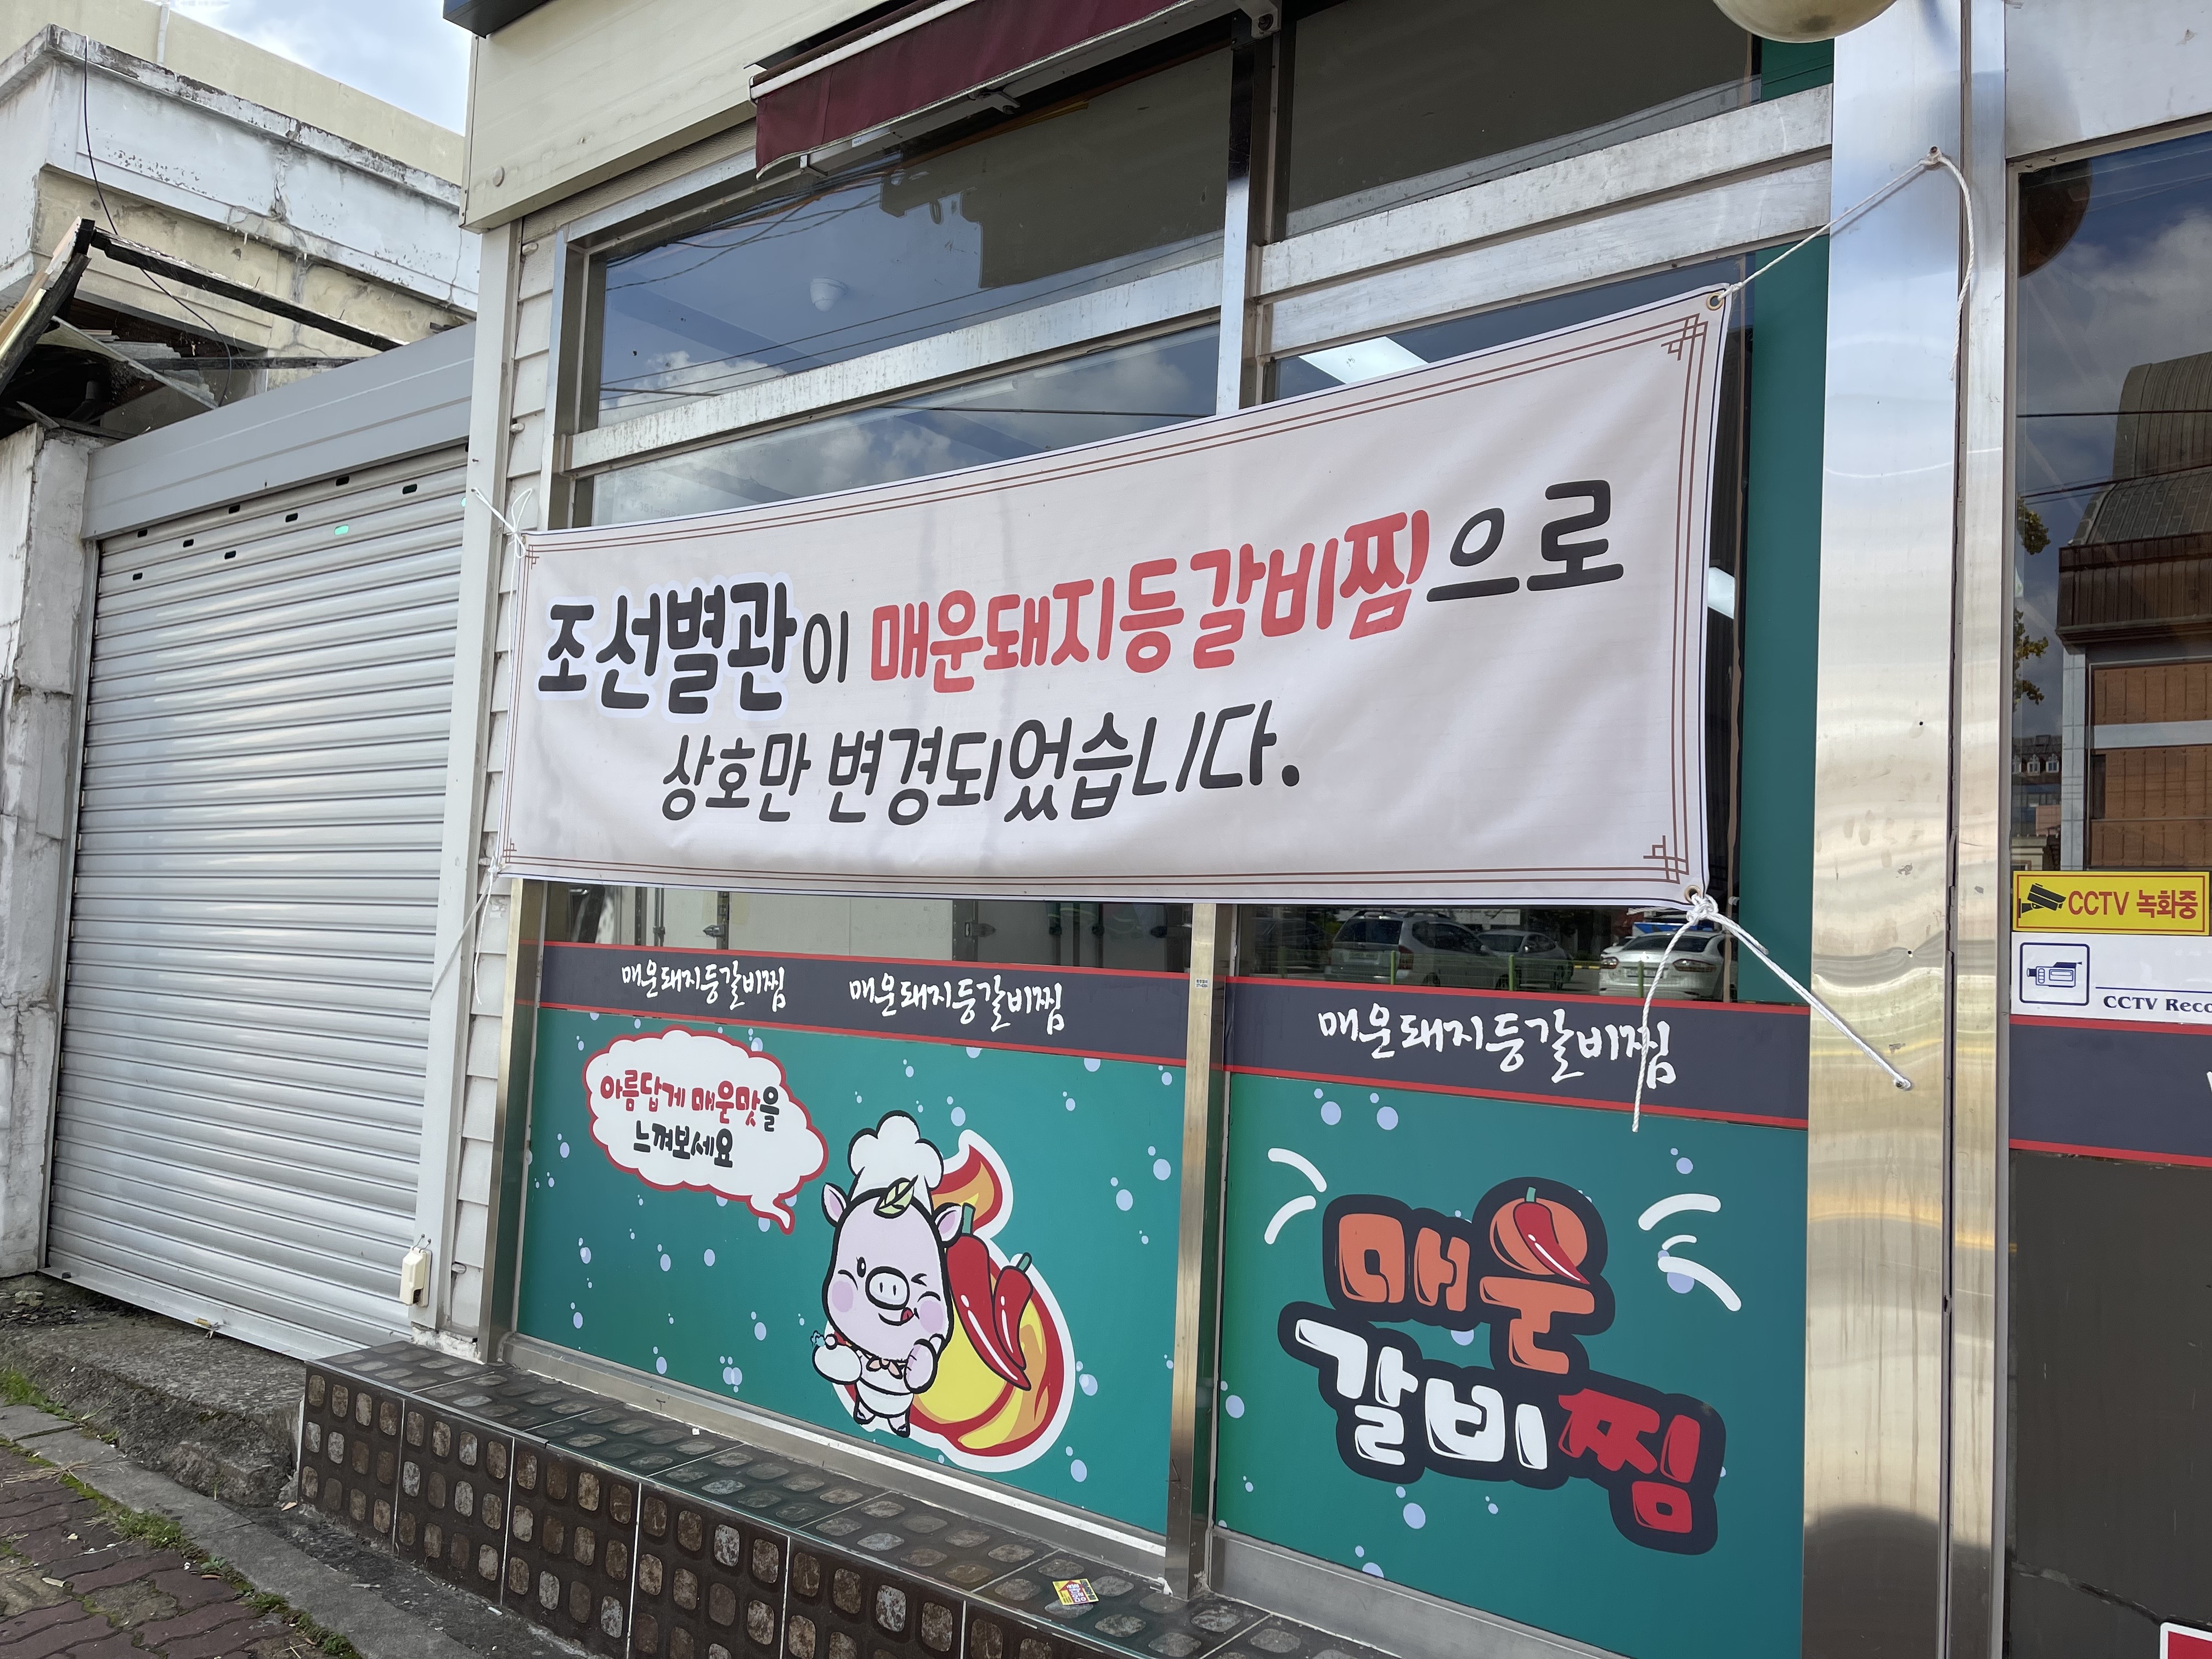 조선별관이 매운돼지등갈비찜으로
상호만 변경되었습니다.
CCTV 녹화중
CCTV
매운돼지등갈비찜
매운돼지등갈비찜
매운돼지등갈비찜
아름답게 매운맛을
느껴보세요
매운
갈비찜